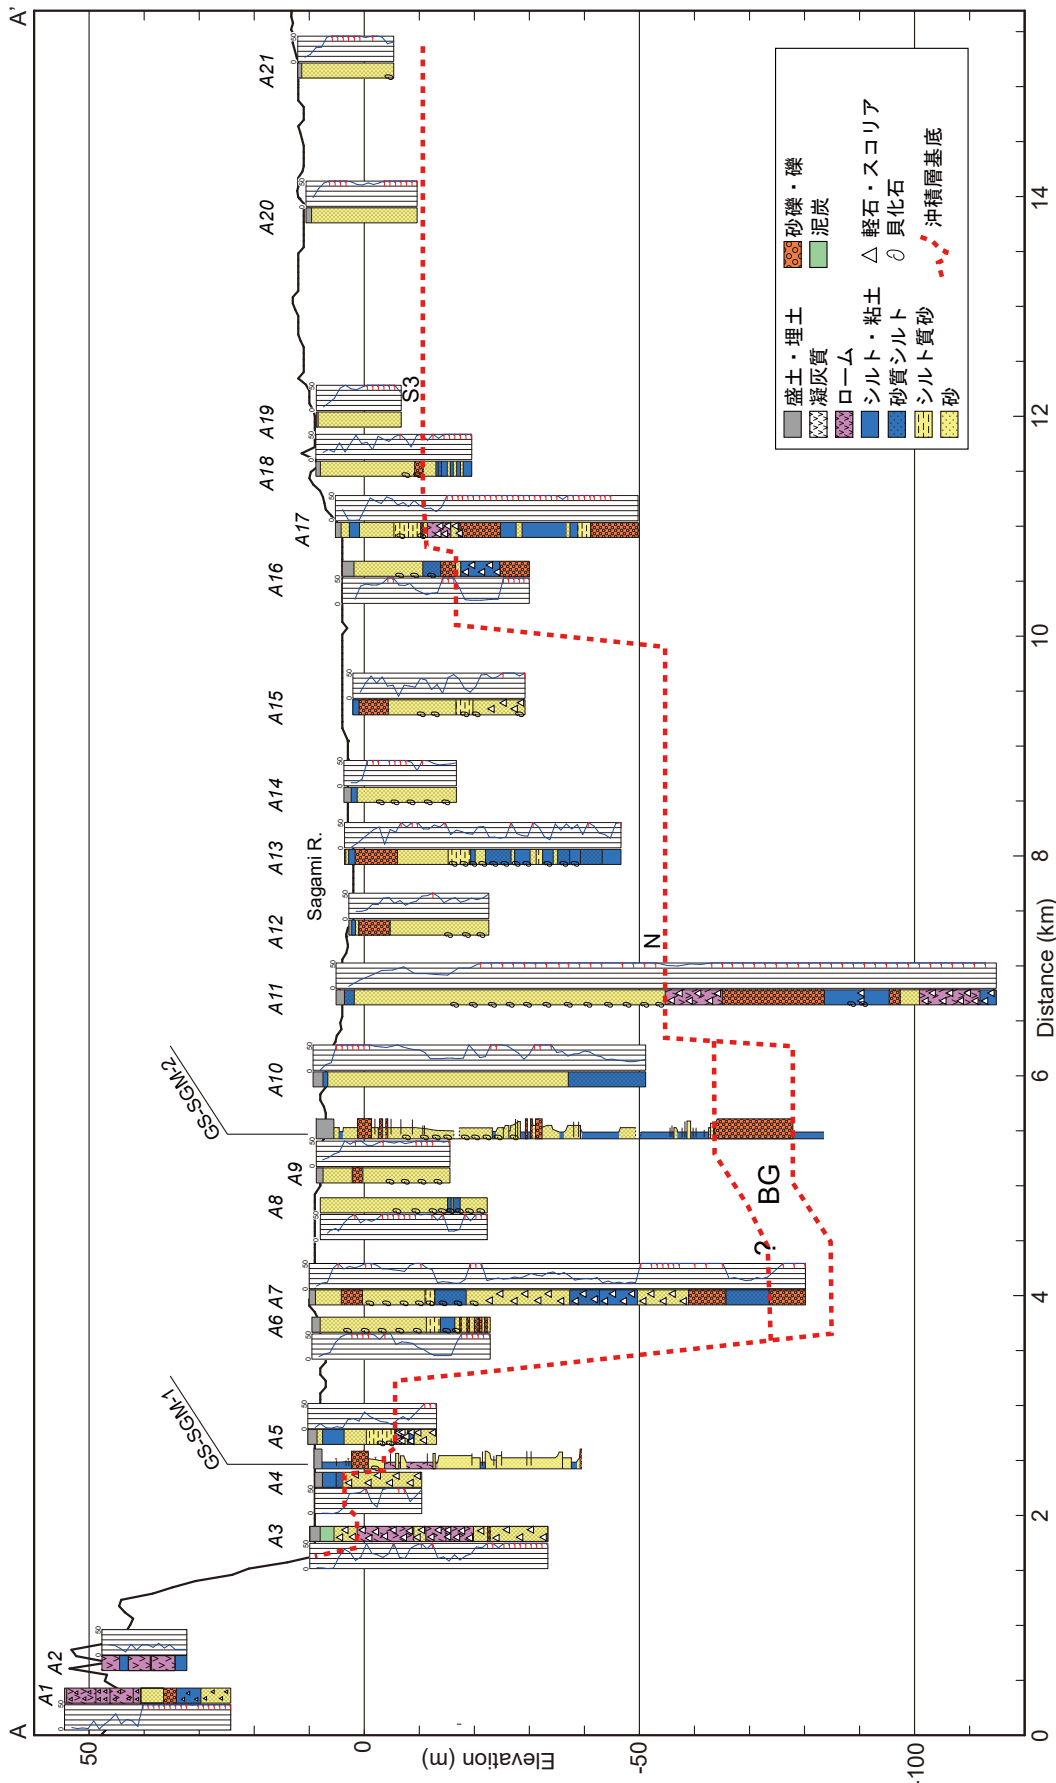 A
A'
A1
A2
A3
A4
GS-SGM-1
A5
A6
A7
A8
A9
GS-SGM-2
A10
A11
A12
Sagami R.
A13
A14
A15
A16
A17
A18
A19
A20
A21
S3
N
BG
?
50
0
-50
-100
Elevation (m)
0
2
4
6
8
10
12
14
Distance (km)
盛土・埋土
凝灰質
ローム
シルト・粘土
砂質シルト
シルト質砂
砂
砂礫・礫
泥炭
軽石・スコリア
貝化石
沖積層基底